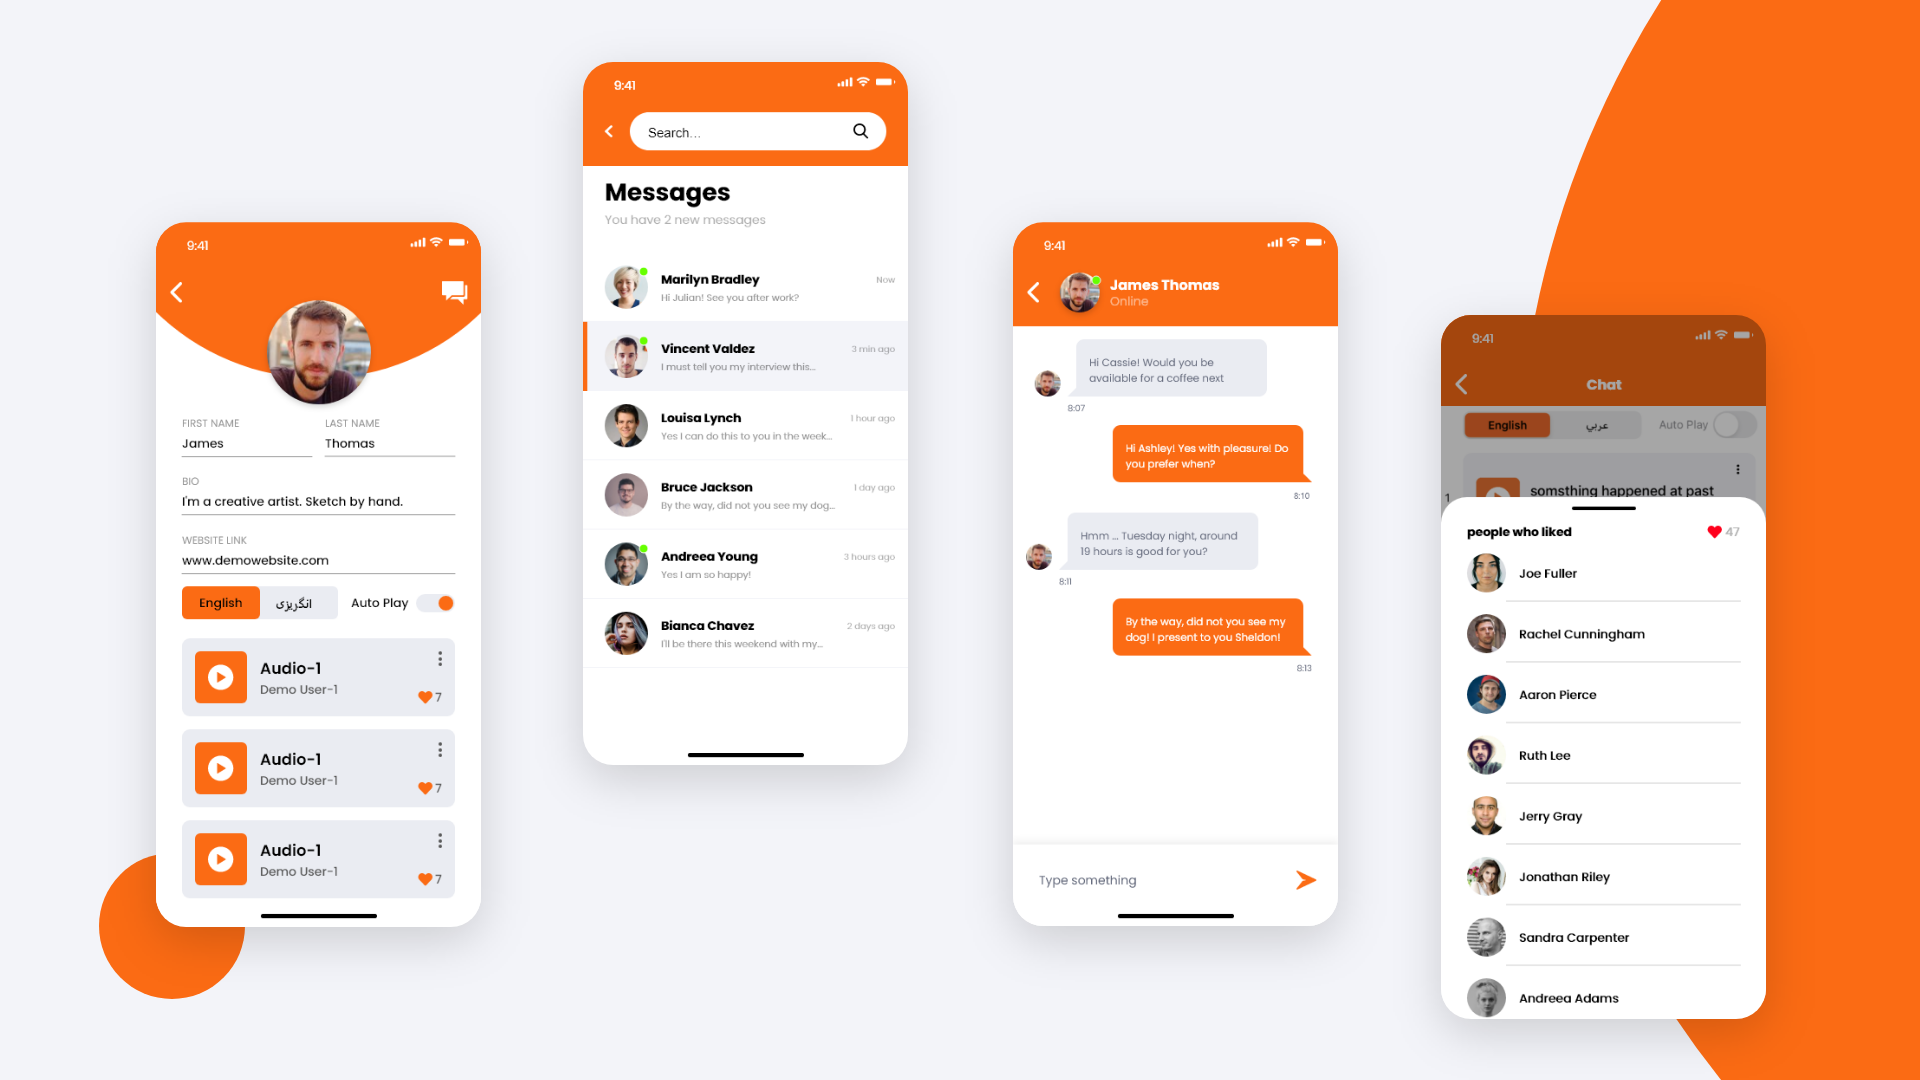 9:41
FIRST NAME
LAST NAME
James
Thomas
BIO
I'm a creative artist. Sketch by hand.
WEBSITE LINK
www.demowebsite.com
English
انگریزی
Auto Play
Audio-1
Demo User-1
7
Audio-1
Demo User-1
7
Audio-1
Demo User-1
7
9:41
Search...
Messages
You have 2 new messages
Marilyn Bradley
Now
Hi Julian! See you after work?
Vincent Valdez
3 min ago
I must tell you my interview this...
Louisa Lynch
1 hour ago
Yes I can do this to you in the week...
Bruce Jackson
1 day ago
By the way, did not you see my dog...
Andreea Young
3 hours ago
Yes I am so happy!
Bianca Chavez
2 days ago
I'll be there this weekend with my...
9:41
James Thomas
Online
Hi Cassie! Would you be
available for a coffee next
8:07
Hi Ashley! Yes with pleasure! Do
you prefer when?
8:10
Hmm ... Tuesday night, around
19 hours is good for you?
8:11
By the way, did not you see my
dog! I present to you Sheldon!
8:13
Type something
9:41
Chat
English
عربي
Auto Play
1
somsthing happened at past
people who liked
47
Joe Fuller
Rachel Cunningham
Aaron Pierce
Ruth Lee
Jerry Gray
Jonathan Riley
Sandra Carpenter
Andreea Adams